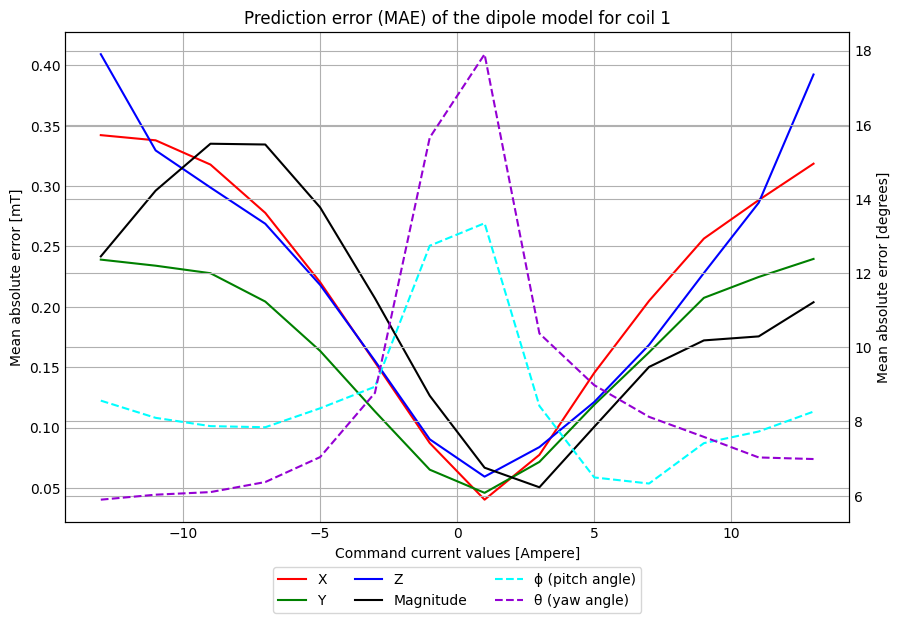 Prediction error (MAE) of the dipole model for coil 1
Mean absolute error [mT]
0.40
0.35
0.30
0.25
0.20
0.15
0.10
0.05
18
16
14
12
10
8
6
Mean absolute error [degrees]
−10 −5 0 5 10
Command current values [Ampere]
X Z ϕ (pitch angle)
Y Magnitude θ (yaw angle)